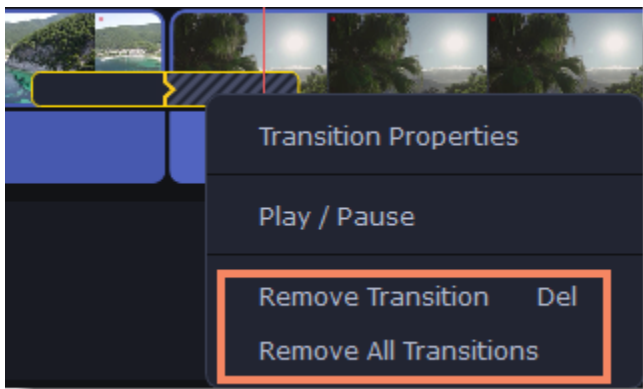 Transition Properties
Play / Pause
Remove Transition Del
Remove All Transitions